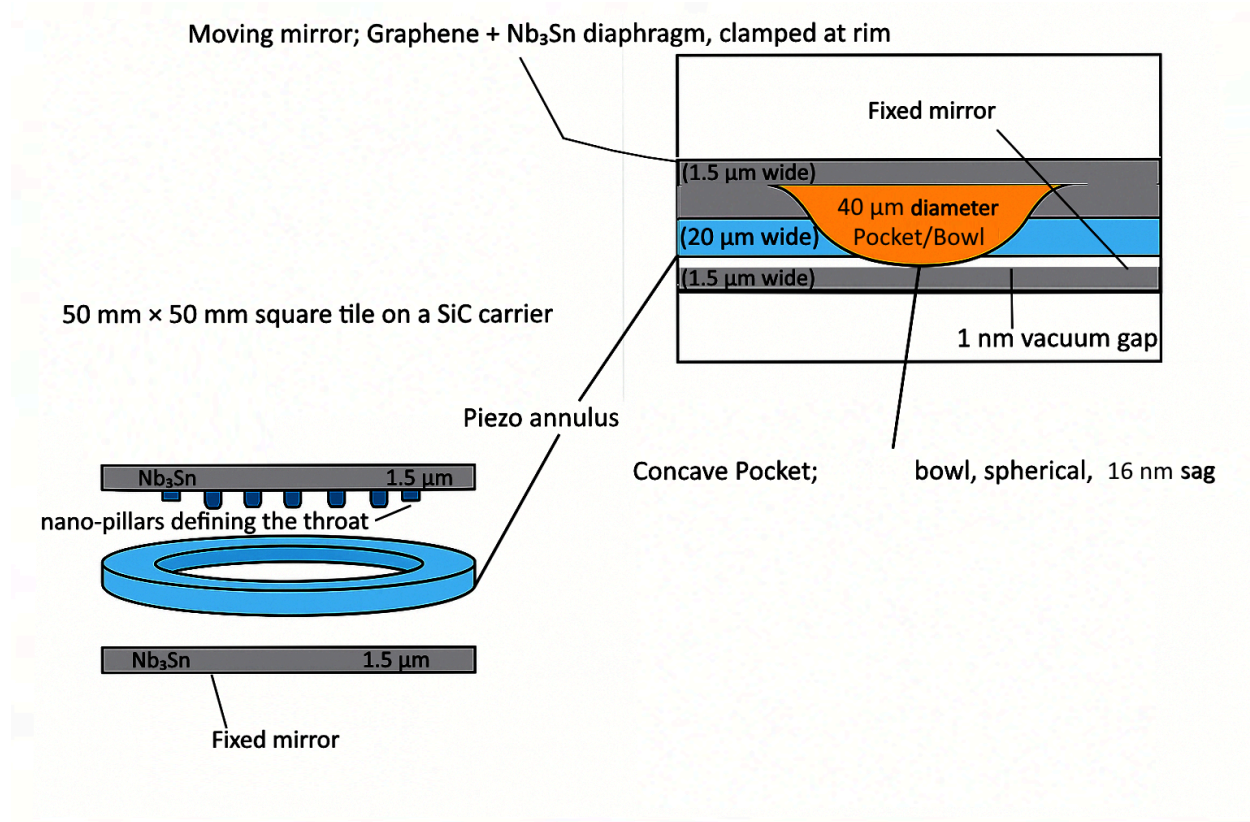 Moving mirror; Graphene + Nb₃Sn diaphragm, clamped at rim
Fixed mirror
(1.5 µm wide)
40 µm diameter
Pocket/Bowl
(20 µm wide)
(1.5 µm wide)
1 nm vacuum gap
50 mm × 50 mm square tile on a SiC carrier
Piezo annulus
Concave Pocket; bowl, spherical, 16 nm sag
Nb₃Sn 1.5 µm
nano-pillars defining the throat
Nb₃Sn 1.5 µm
Fixed mirror